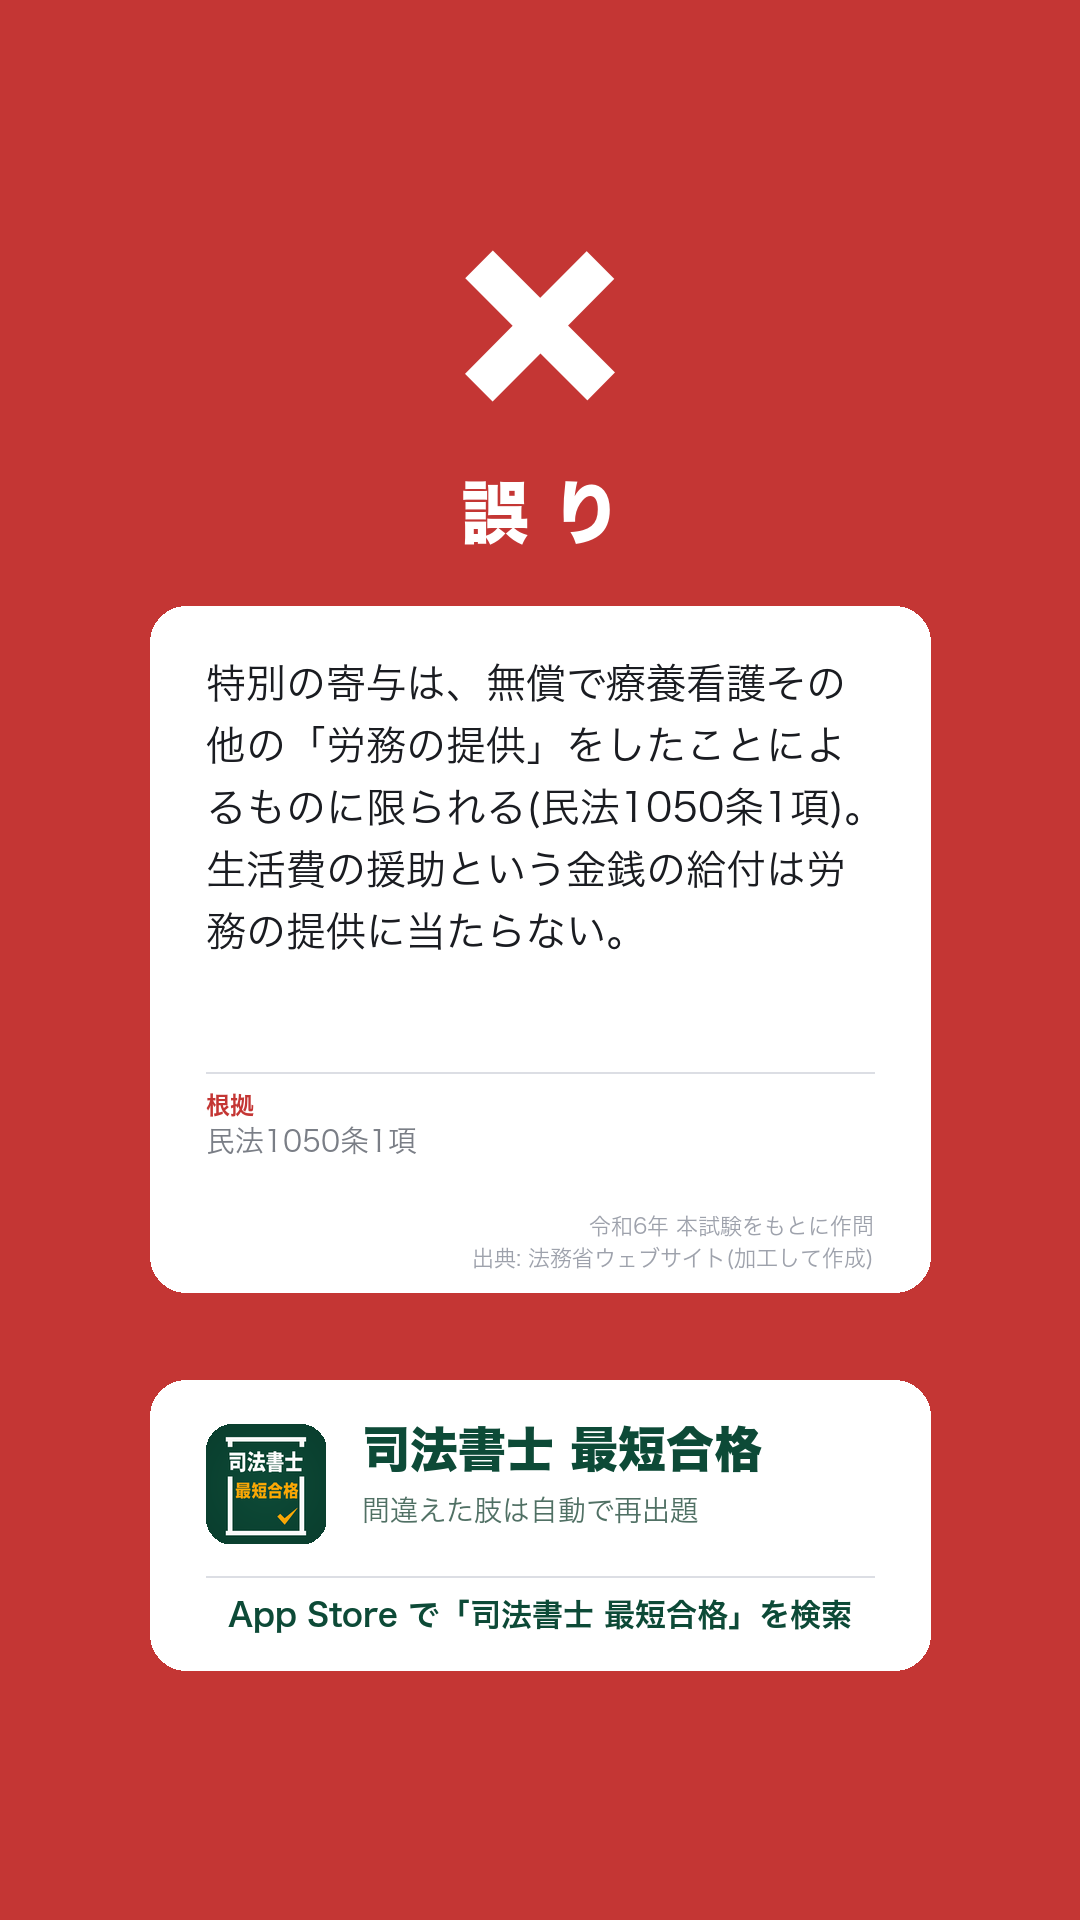 誤り
特別の寄与は、無償で療養看護その
他の「労務の提供」をしたことによ
るものに限られる(民法1050条1項)。
生活費の援助という金銭の給付は労
務の提供に当たらない。
根拠
民法1050条1項
令和6年 本試験をもとに作問
出典: 法務省ウェブサイト(加工して作成)
司法書士
最短合格
司法書士 最短合格
間違えた肢は自動で再出題
App Store で「司法書士 最短合格」を検索